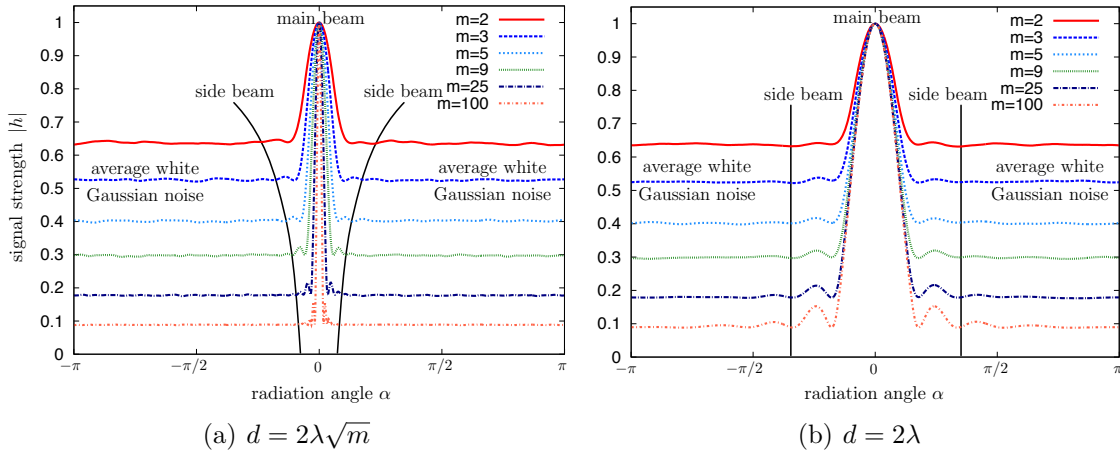 main beam
m=2
m=3
m=5
m=9
m=25
m=100
side beam
side beam
average white
Gaussian noise
average white
Gaussian noise
signal strength |h|
1
0.9
0.8
0.7
0.6
0.5
0.4
0.3
0.2
0.1
0
−π
−π/2
0
π/2
π
radiation angle α
(a) d = 2λ√m
main beam
m=2
m=3
m=5
m=9
m=25
m=100
side beam
side beam
average white
Gaussian noise
average white
Gaussian noise
1
0.9
0.8
0.7
0.6
0.5
0.4
0.3
0.2
0.1
0
−π
−π/2
0
π/2
π
radiation angle α
(b) d = 2λ